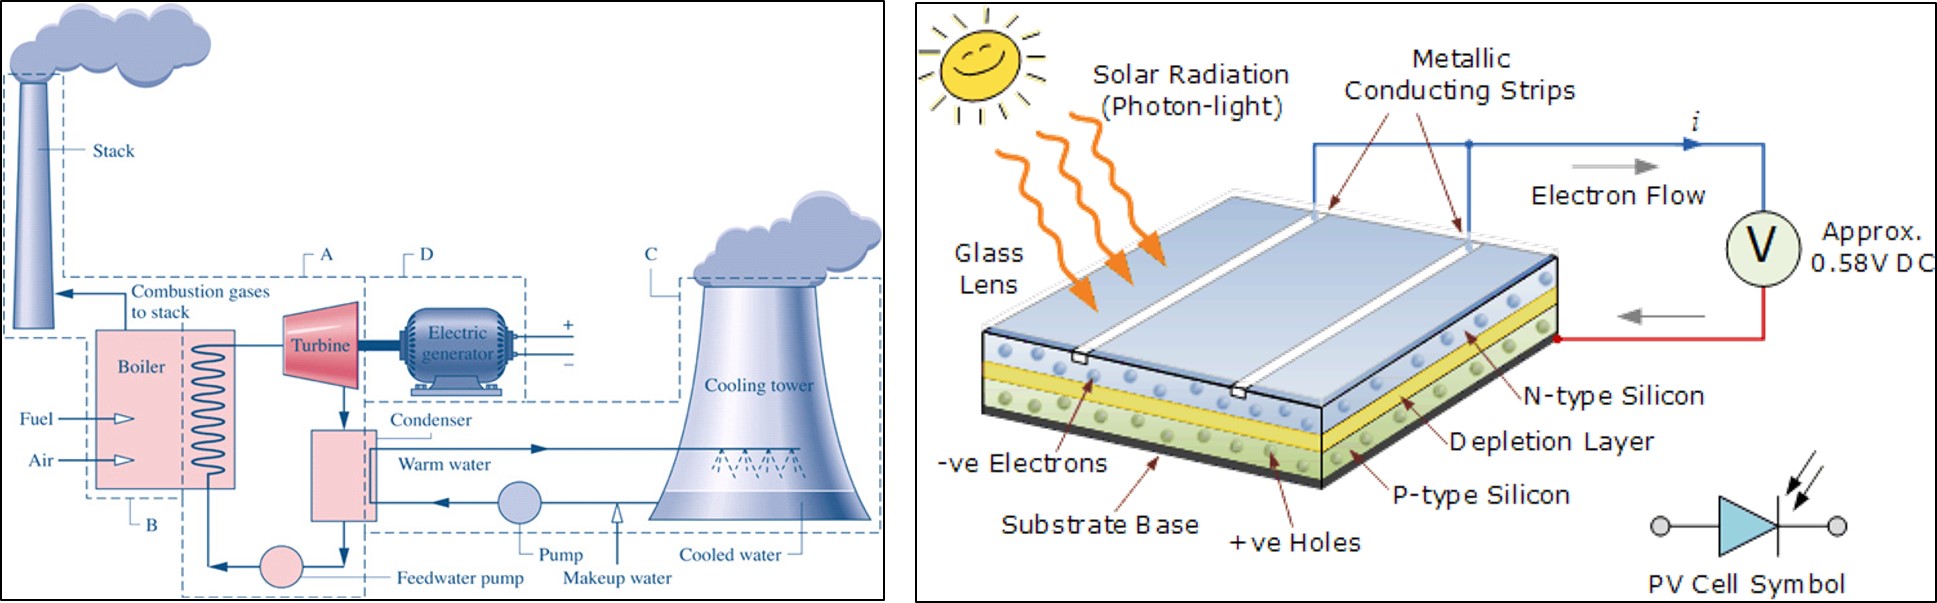 Stack
A
D
C
Combustion gases
to stack
Boiler
Turbine
Electric
generator
+
−
Cooling tower
Fuel
Air
Condenser
Warm water
B
Pump
Makeup water
Cooled water
Feedwater pump
Solar Radiation
(Photon-light)
Metallic
Conducting Strips
i
Electron Flow
V
Approx.
0.58V DC
Glass
Lens
N-type Silicon
Depletion Layer
P-type Silicon
-ve Electrons
Substrate Base
+ve Holes
PV Cell Symbol